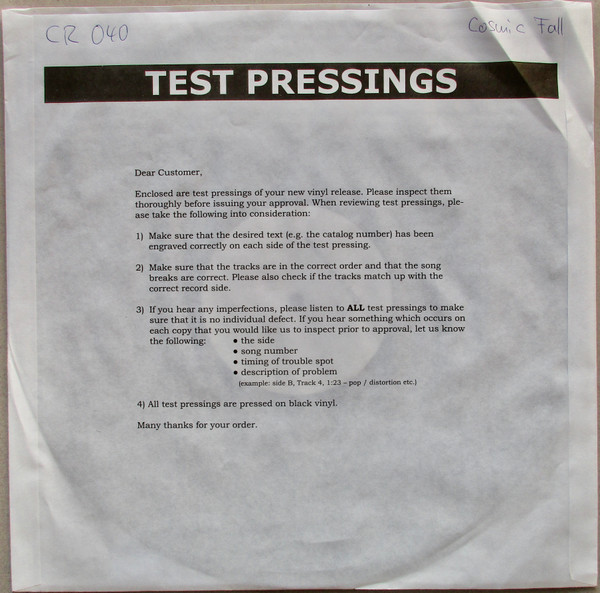 CR 040
Cosmic Fall
TEST PRESSINGS
Dear Customer,
Enclosed are test pressings of your new vinyl release. Please inspect them
thoroughly before issuing your approval. When reviewing test pressings, ple-
ase take the following into consideration:
1) Make sure that the desired text (e.g. the catalog number) has been
engraved correctly on each side of the test pressing.
2) Make sure that the tracks are in the correct order and that the song
breaks are correct. Please also check if the tracks match up with the
correct record side.
3) If you hear any imperfections, please listen to ALL test pressings to make
sure that it is no individual defect. If you hear something which occurs on
each copy that you would like us to inspect prior to approval, let us know
the following: • the side
• song number
• timing of trouble spot
• description of problem
(example: side B, Track 4, 1:23 – pop / distortion etc.)
4) All test pressings are pressed on black vinyl.
Many thanks for your order.